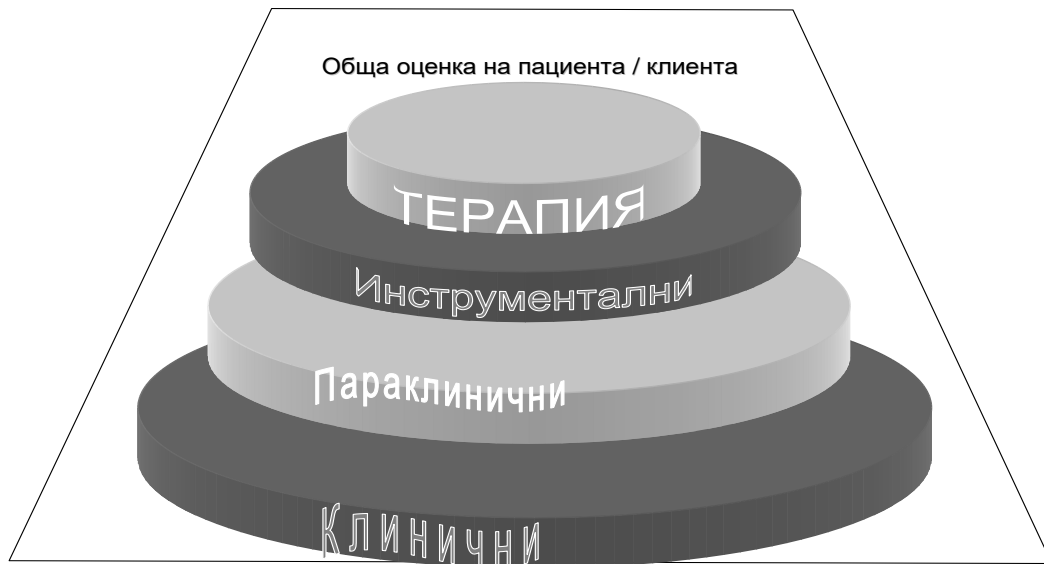 Обща оценка на пациента / клиента
ТЕРАПИЯ
Инструментални
Параклинични
Клинични